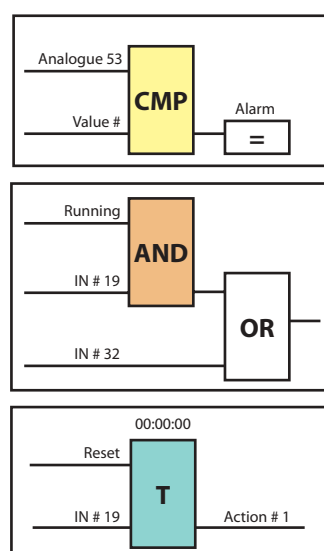 Analogue 53
CMP
Value #
Alarm
=
Running
AND
IN # 19
OR
IN # 32
00:00:00
Reset
T
IN # 19
Action # 1